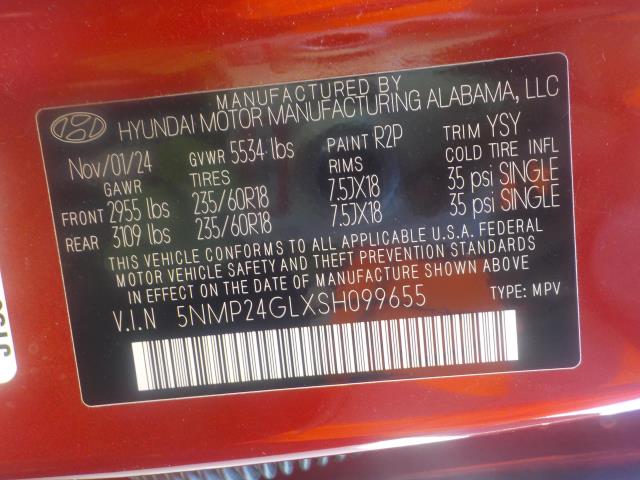 MANUFACTURED BY
HYUNDAI MOTOR MANUFACTURING ALABAMA, LLC
Nov/01/24 GVWR 5534 lbs PAINT R2P TRIM YSY
GAWR TIRES RIMS COLD TIRE INFL
FRONT 2955 lbs 235/60R18 7.5JX18 35 psi SINGLE
REAR 3109 lbs 235/60R18 7.5JX18 35 psi SINGLE
THIS VEHICLE CONFORMS TO ALL APPLICABLE U.S.A. FEDERAL
MOTOR VEHICLE SAFETY AND THEFT PREVENTION STANDARDS
IN EFFECT ON THE DATE OF MANUFACTURE SHOWN ABOVE.
V.I.N 5NMP24GLXSH099655 TYPE: MPV